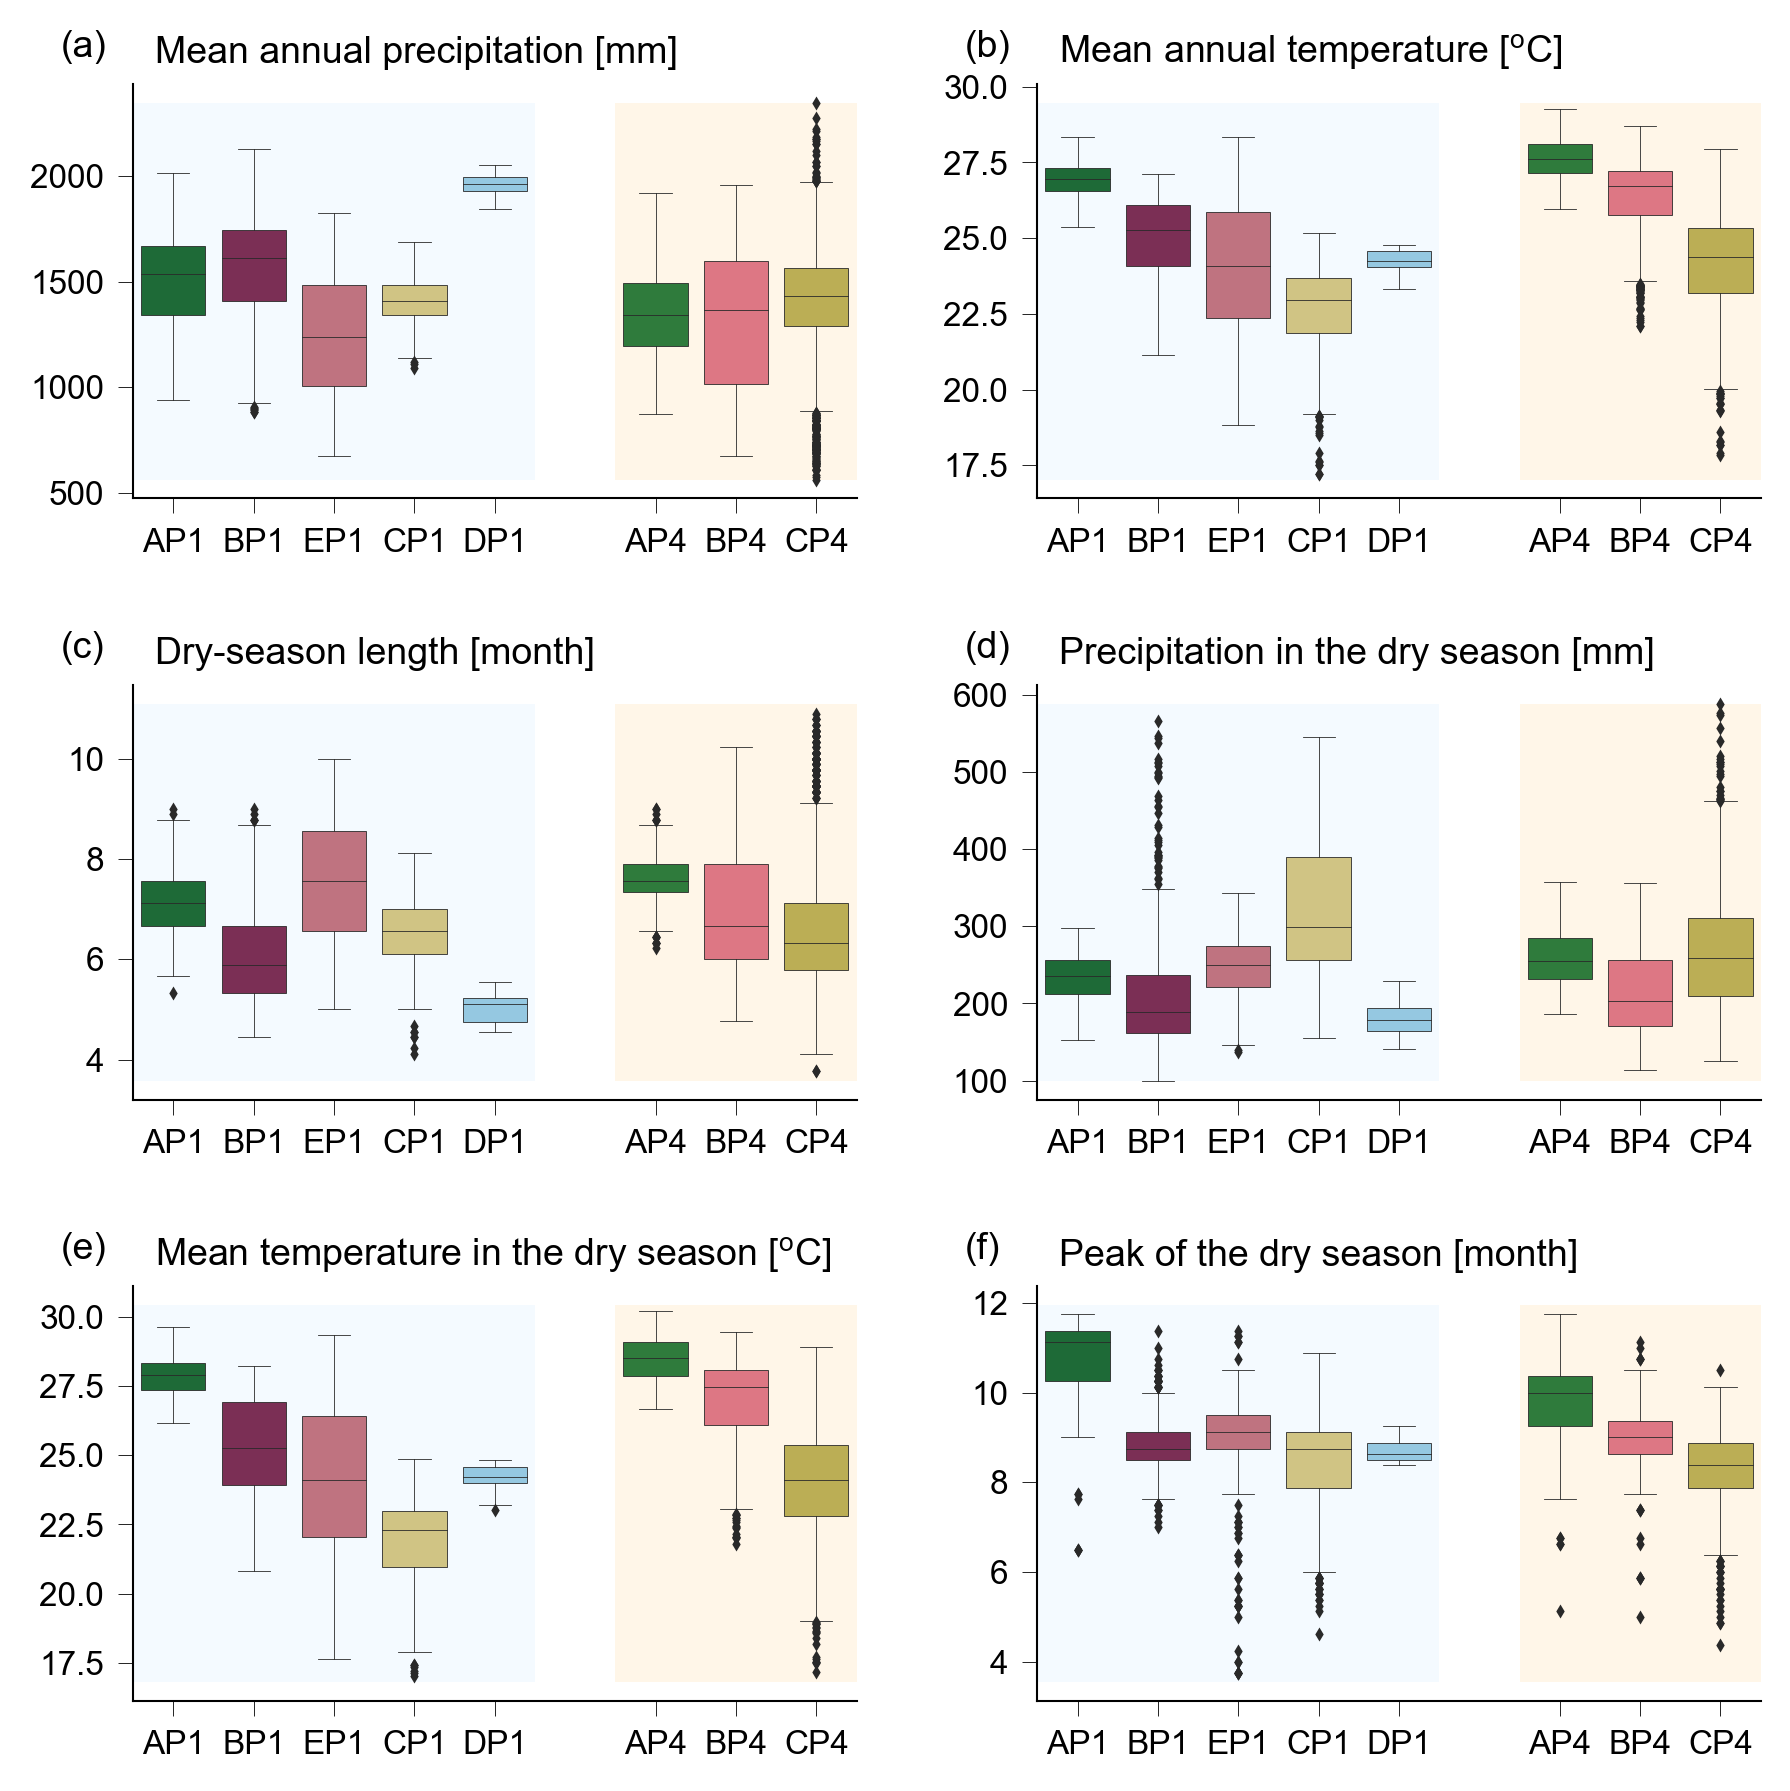 (a) Mean annual precipitation [mm]
2000
1500
1000
500
AP1 BP1 EP1 CP1 DP1 AP4 BP4 CP4
(b) Mean annual temperature [ºC]
30.0
27.5
25.0
22.5
20.0
17.5
AP1 BP1 EP1 CP1 DP1 AP4 BP4 CP4
(c) Dry-season length [month]
10
8
6
4
AP1 BP1 EP1 CP1 DP1 AP4 BP4 CP4
(d) Precipitation in the dry season [mm]
600
500
400
300
200
100
AP1 BP1 EP1 CP1 DP1 AP4 BP4 CP4
(e) Mean temperature in the dry season [ºC]
30.0
27.5
25.0
22.5
20.0
17.5
AP1 BP1 EP1 CP1 DP1 AP4 BP4 CP4
(f) Peak of the dry season [month]
12
10
8
6
4
AP1 BP1 EP1 CP1 DP1 AP4 BP4 CP4